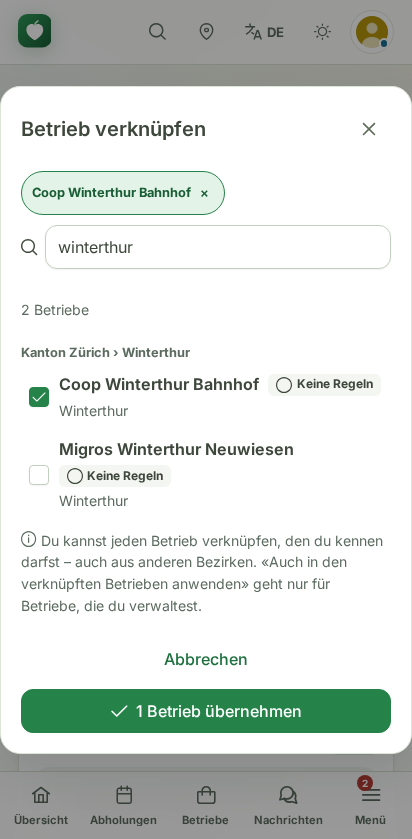 DE
Betrieb verknüpfen
Coop Winterthur Bahnhof ×
winterthur
2 Betriebe
Kanton Zürich › Winterthur
Coop Winterthur Bahnhof Keine Regeln
Winterthur
Migros Winterthur Neuwiesen
Keine Regeln
Winterthur
Du kannst jeden Betrieb verknüpfen, den du kennen
darfst – auch aus anderen Bezirken. «Auch in den
verknüpften Betrieben anwenden» geht nur für
Betriebe, die du verwaltest.
Abbrechen
1 Betrieb übernehmen
2
Übersicht Abholungen Betriebe Nachrichten Menü